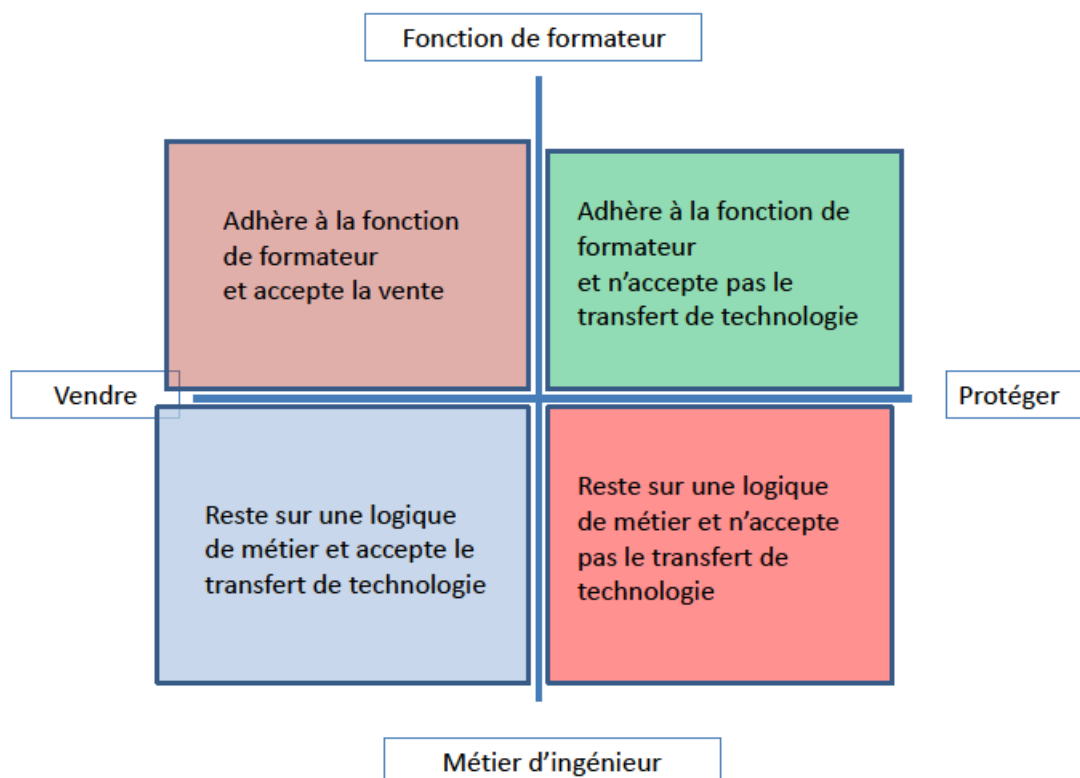 Fonction de formateur
Adhère à la fonction
de formateur
et accepte la vente
Adhère à la fonction de
formateur
et n’accepte pas le
transfert de technologie
Vendre
Protéger
Reste sur une logique
de métier et accepte le
transfert de technologie
Reste sur une logique
de métier et n’accepte
pas le transfert de
technologie
Métier d’ingénieur